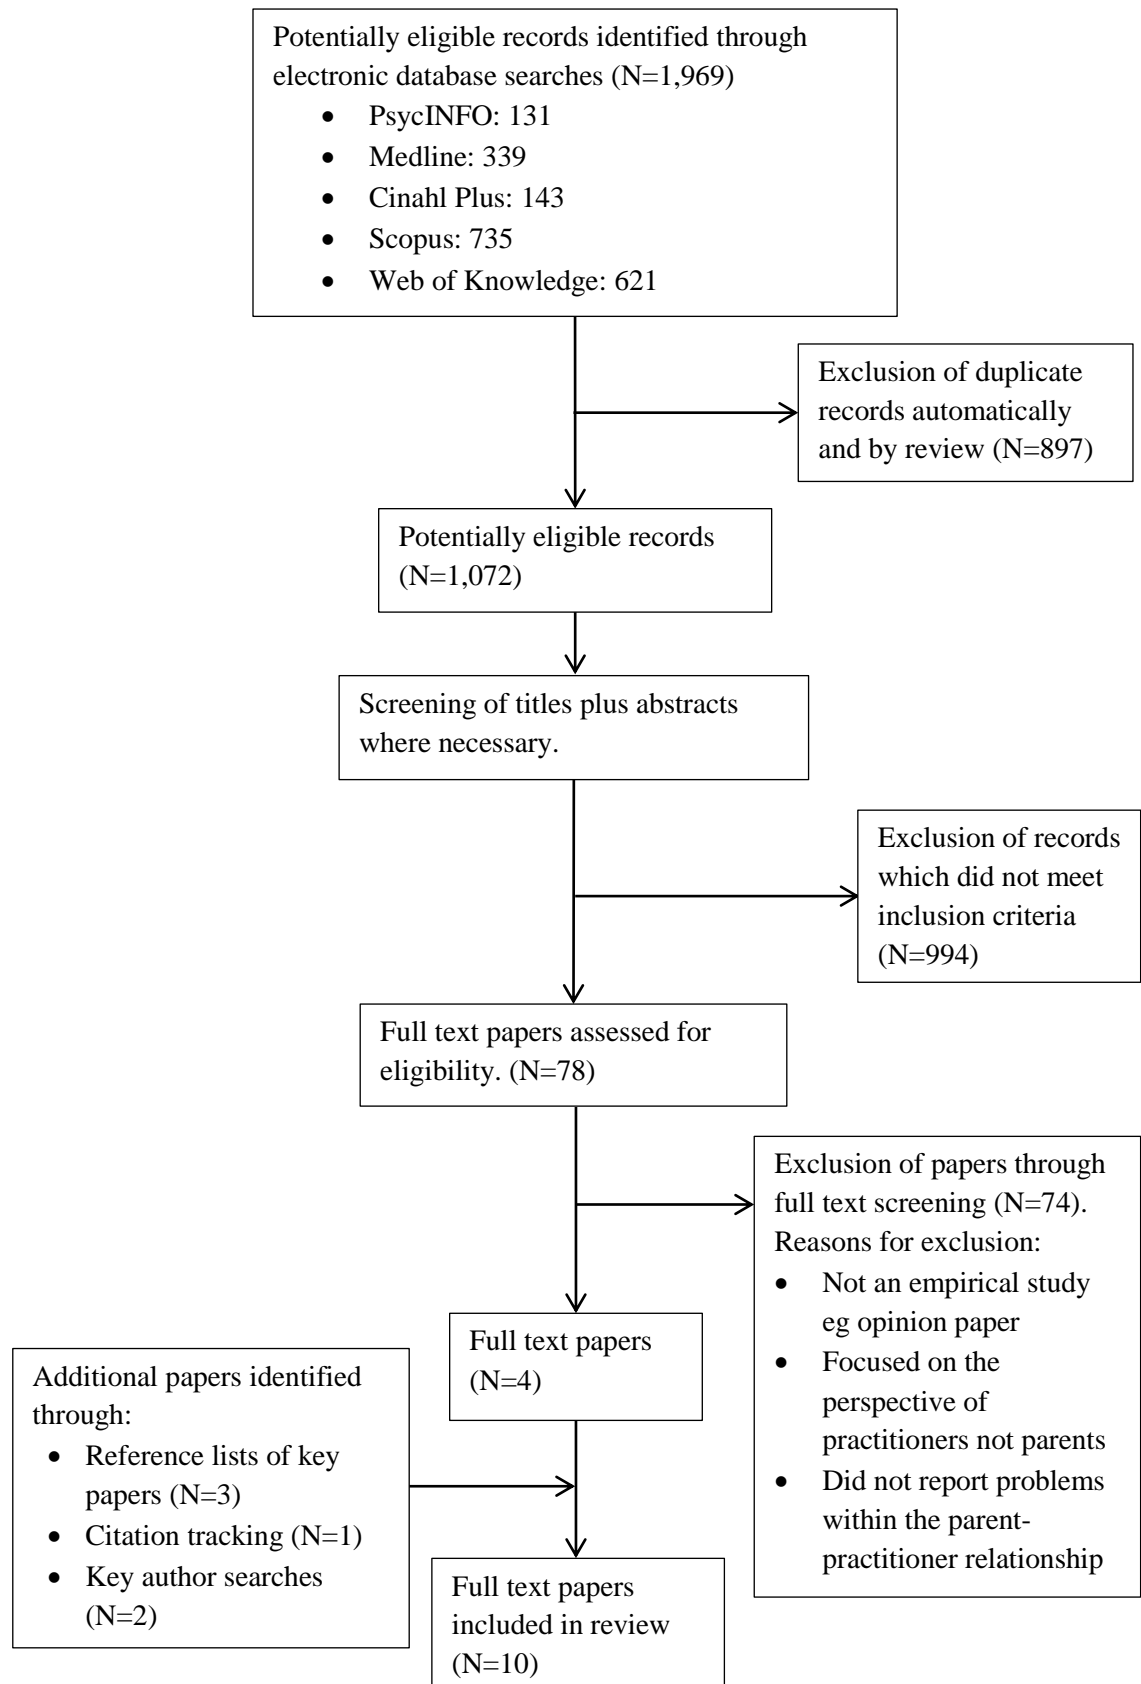 Potentially eligible records identified through
electronic database searches (N=1,969)
• PsycINFO: 131
• Medline: 339
• Cinahl Plus: 143
• Scopus: 735
• Web of Knowledge: 621
Exclusion of duplicate
records automatically
and by review (N=897)
Potentially eligible records
(N=1,072)
Screening of titles plus abstracts
where necessary.
Exclusion of records
which did not meet
inclusion criteria
(N=994)
Full text papers assessed for
eligibility. (N=78)
Exclusion of papers through
full text screening (N=74).
Reasons for exclusion:
• Not an empirical study
eg opinion paper
• Focused on the
perspective of
practitioners not parents
• Did not report problems
within the parent-
practitioner relationship
Full text papers
(N=4)
Additional papers identified
through:
• Reference lists of key
papers (N=3)
• Citation tracking (N=1)
• Key author searches
(N=2)
Full text papers
included in review
(N=10)